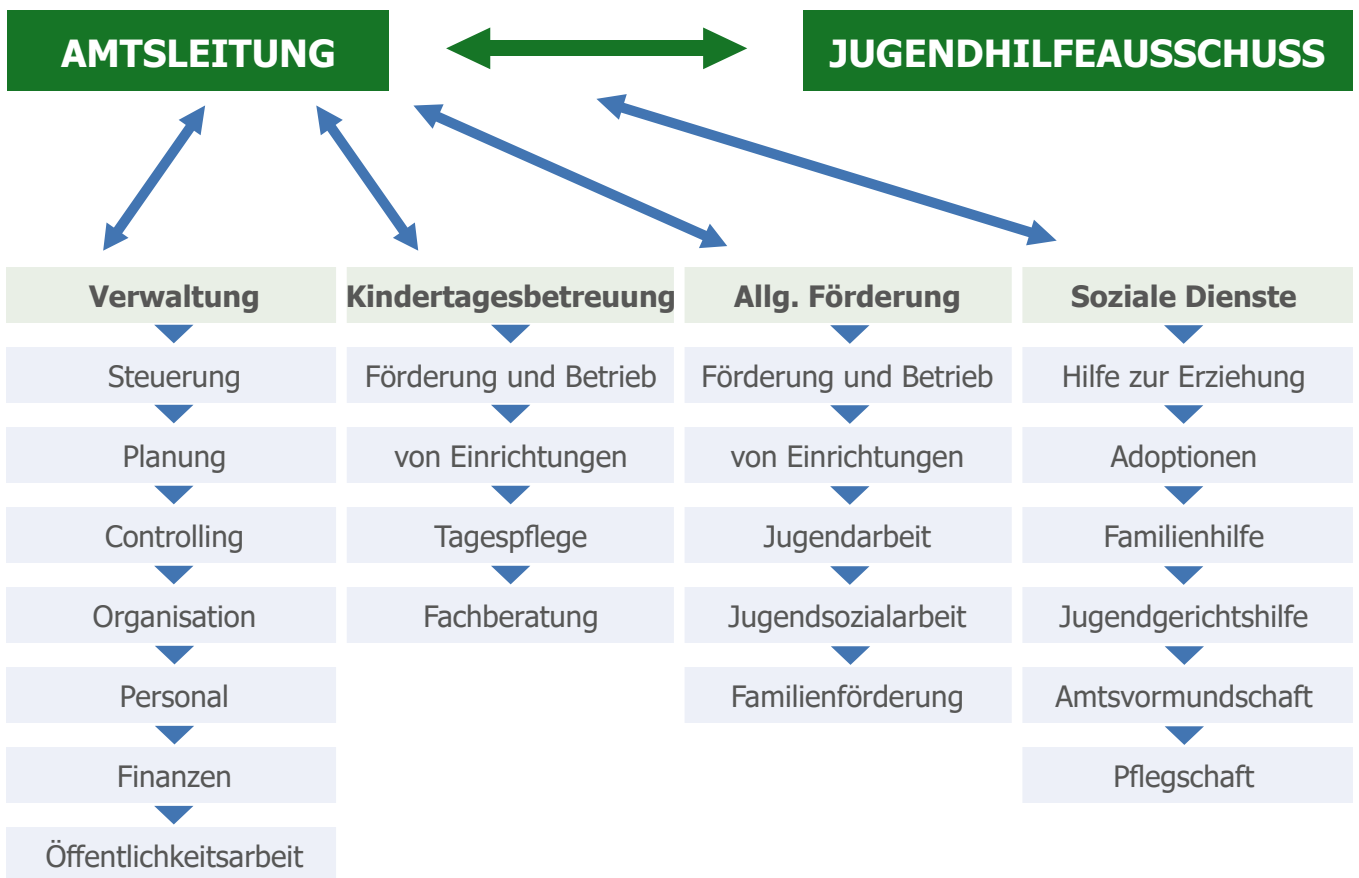 AMTSLEITUNG
JUGENDHILFEAUSSCHUSS
Verwaltung
Steuerung
Planung
Controlling
Organisation
Personal
Finanzen
Öffentlichkeitsarbeit
Kindertagesbetreuung
Förderung und Betrieb
von Einrichtungen
Tagespflege
Fachberatung
Allg. Förderung
Förderung und Betrieb
von Einrichtungen
Jugendarbeit
Jugendsozialarbeit
Familienförderung
Soziale Dienste
Hilfe zur Erziehung
Adoptionen
Familienhilfe
Jugendgerichtshilfe
Amtsvormundschaft
Pflegschaft